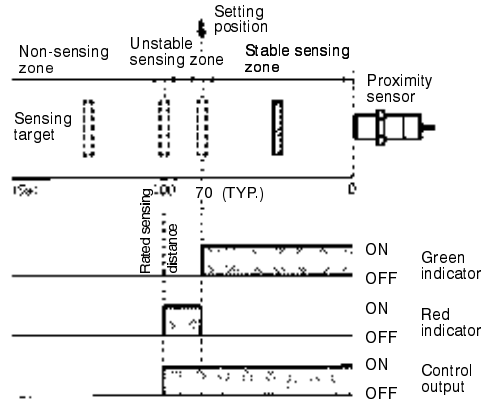 Setting
position
Unstable
sensing zone
Non-sensing
zone
Stable sensing
zone
Proximity
sensor
Sensing
target
100
70 (TYP.)
0
Rated sensing
distance
ON
OFF
Green
indicator
ON
OFF
Red
indicator
ON
OFF
Control
output